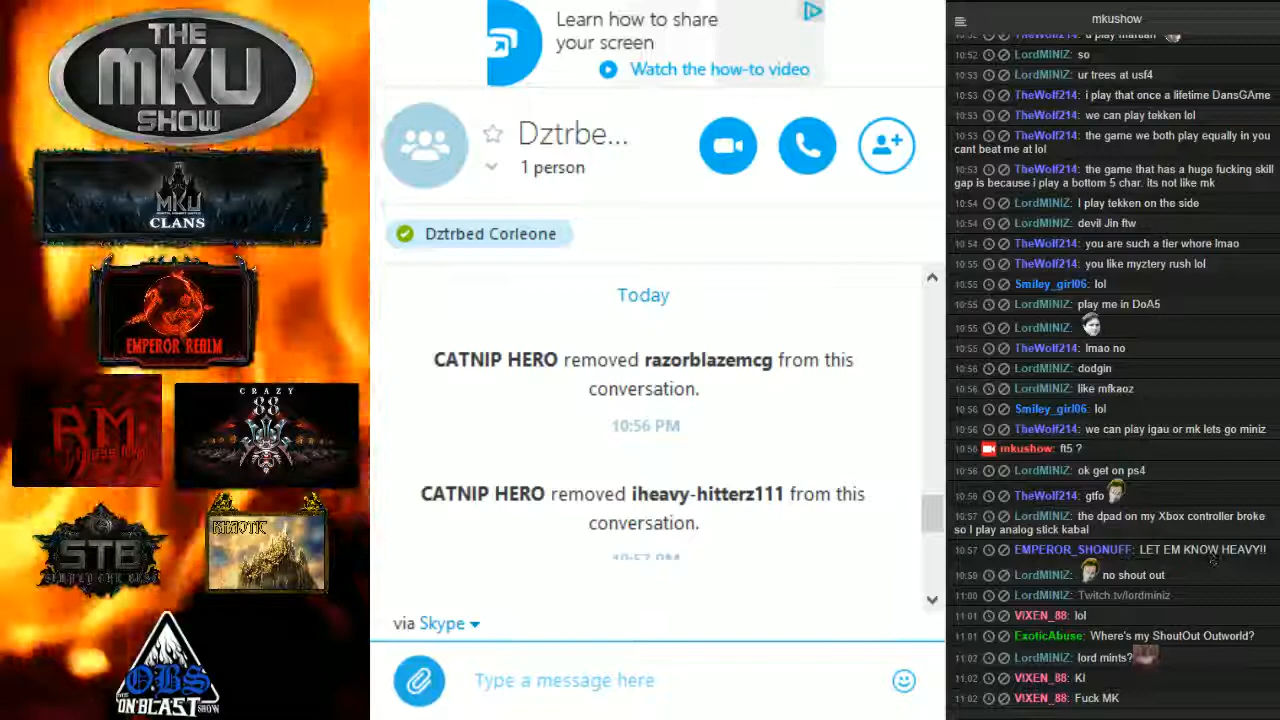 THE
MKU
SHOW
MKU
CLANS
EMPEROR REALM
RM
CRAZY
88
STB
SIMPLY THE BEST
KHAOTIC
O.B.S
THE
ON BLAST SHOW
Learn how to share
your screen
Watch the how-to video
Dztrbe...
1 person
Dztrbed Corleone
Today
CATNIP HERO removed razorblazemcg from this
conversation.
10:56 PM
CATNIP HERO removed iheavy-hitterz111 from this
conversation.
10:57 PM
via Skype
Type a message here
mkushow
10:52 TheWolf214: u play mardan
10:52 LordMINIZ: so
10:53 LordMINIZ: ur trees at usf4
10:53 TheWolf214: i play that once a lifetime DansGAme
10:53 TheWolf214: we can play tekken lol
10:53 TheWolf214: the game we both play equally in you
cant beat me at lol
10:53 TheWolf214: the game that has a huge fucking skill
gap is because i play a bottom 5 char. its not like mk
10:54 LordMINIZ: I play tekken on the side
10:54 LordMINIZ: devil Jin ftw
10:54 TheWolf214: you are such a tier whore lmao
10:55 TheWolf214: you like myztery rush lol
10:55 Smiley_girl06: lol
10:55 LordMINIZ: play me in DoA5
10:55 LordMINIZ:
10:55 TheWolf214: lmao no
10:56 LordMINIZ: dodgin
10:56 LordMINIZ: like mfkaoz
10:56 Smiley_girl06: lol
10:56 TheWolf214: we can play igau or mk lets go miniz
10:56 mkushow: ft5 ?
10:56 LordMINIZ: ok get on ps4
10:56 TheWolf214: gtfo
10:57 LordMINIZ: the dpad on my Xbox controller broke
so I play analog stick kabal
10:57 EMPEROR_SHONUFF: LET EM KNOW HEAVY!!
10:59 LordMINIZ: no shout out
11:00 LordMINIZ: Twitch.tv/lordminiz
11:01 VIXEN_88: lol
11:01 ExoticAbuse: Where's my ShoutOut Outworld?
11:02 LordMINIZ: lord mints?
11:02 VIXEN_88: KI
11:02 VIXEN_88: Fuck MK